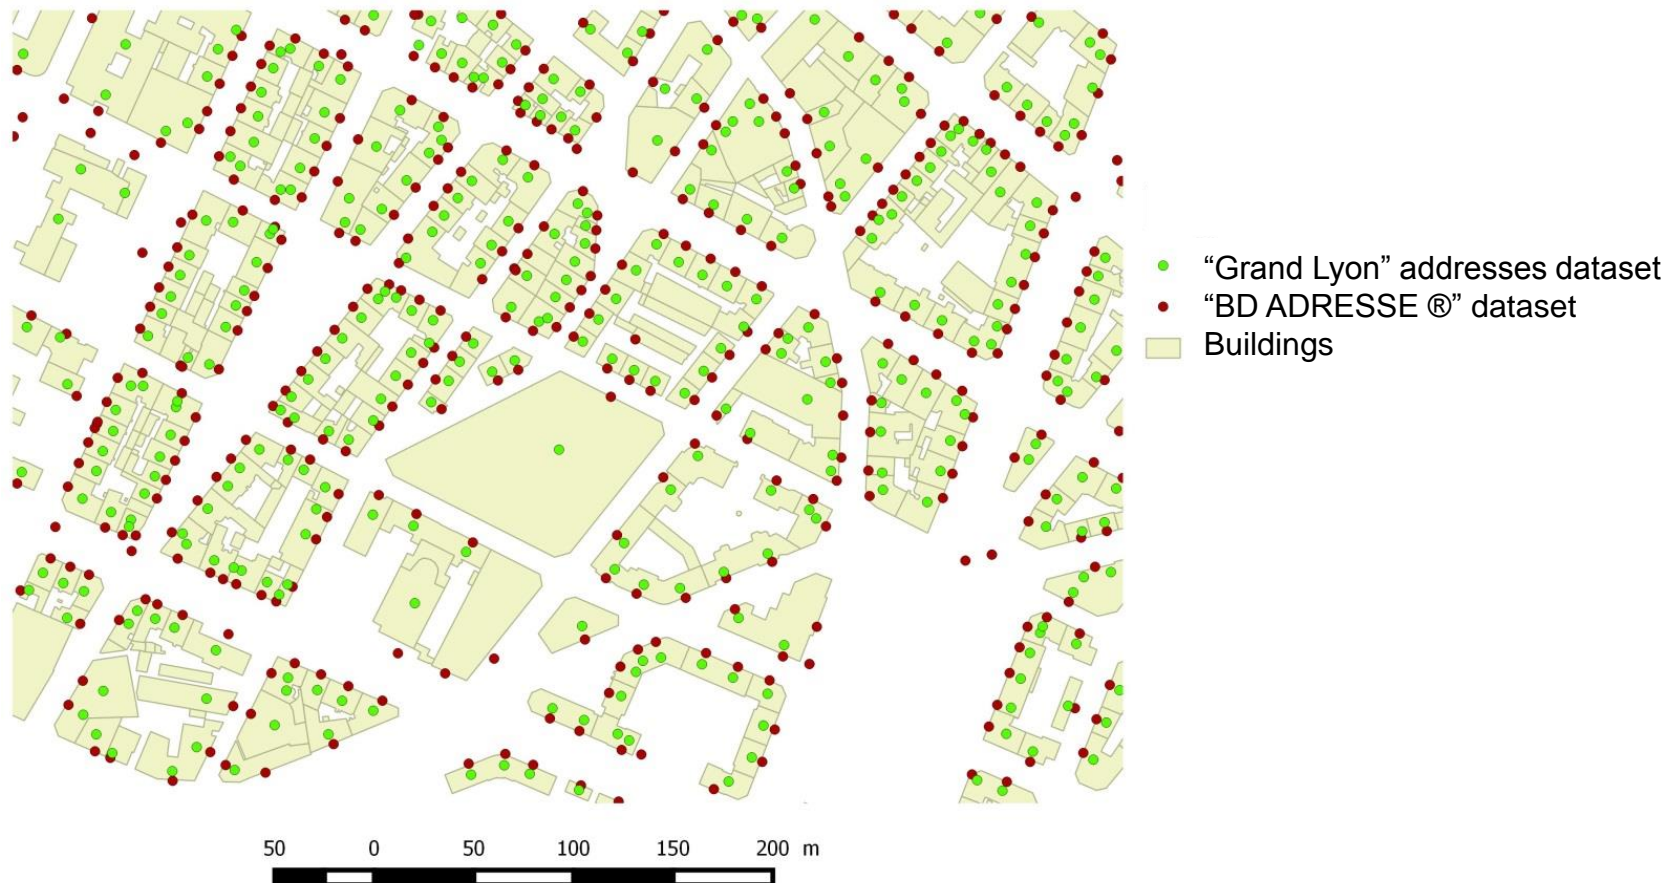 “Grand Lyon” addresses dataset
“BD ADRESSE ®” dataset
Buildings
50 0 50 100 150 200 m